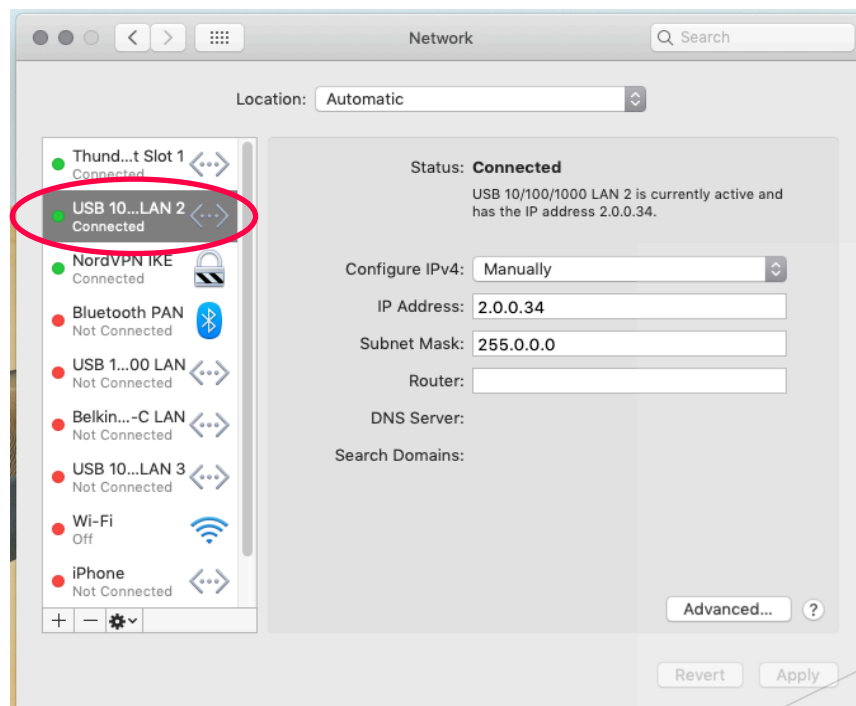 Network
Search
Location: Automatic
Thund...t Slot 1
Connected
USB 10...LAN 2
Connected
NordVPN IKE
Connected
Bluetooth PAN
Not Connected
USB 1...00 LAN
Not Connected
Belkin...-C LAN
Not Connected
USB 10...LAN 3
Not Connected
Wi-Fi
Off
iPhone
Not Connected
Status: Connected
USB 10/100/1000 LAN 2 is currently active and
has the IP address 2.0.0.34.
Configure IPv4: Manually
IP Address: 2.0.0.34
Subnet Mask: 255.0.0.0
Router:
DNS Server:
Search Domains:
Advanced... ?
Revert Apply